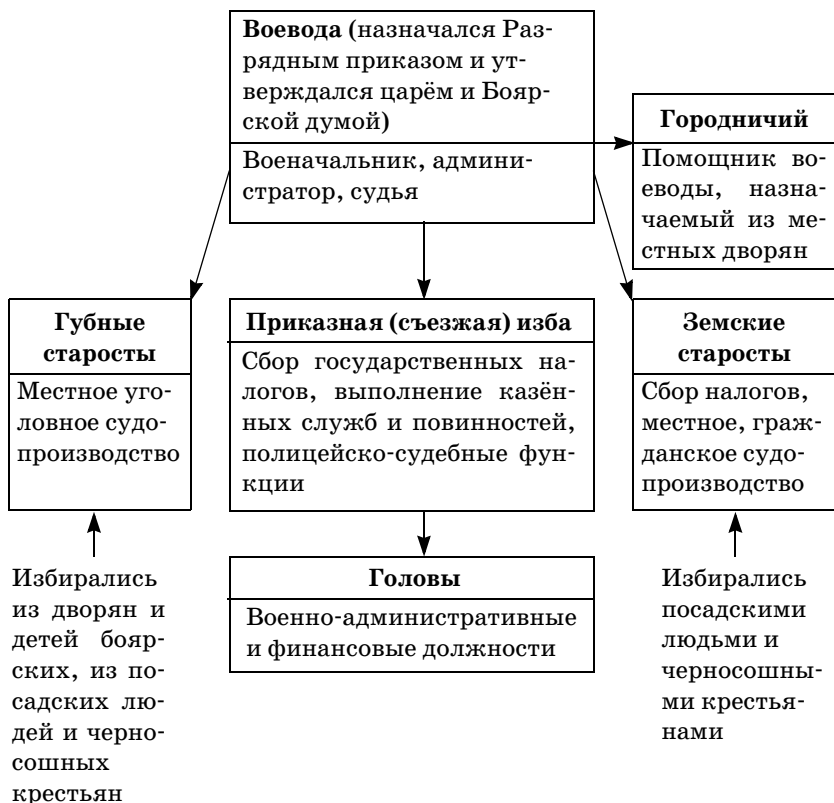 Воевода (назначался Раз-
рядным приказом и ут-
верждался царём и Бояр-
ской думой)
Военачальник, админи-
стратор, судья
Городничий
Помощник во-
еводы, назна-
чаемый из ме-
стных дворян
Губные
старосты
Местное уго-
ловное судо-
производство
Приказная (съезжая) изба
Сбор государственных на-
логов, выполнение казён-
ных служб и повинностей,
полицейско-судебные фун-
кции
Земские
старосты
Сбор налогов,
местное, граж-
данское судо-
производство
Избирались
из дворян и
детей бояр-
ских, из по-
садских лю-
дей и черно-
сошных
крестьян
Головы
Военно-административные
и финансовые должности
Избирались
посадскими
людьми и
черносошны-
ми крестья-
нами